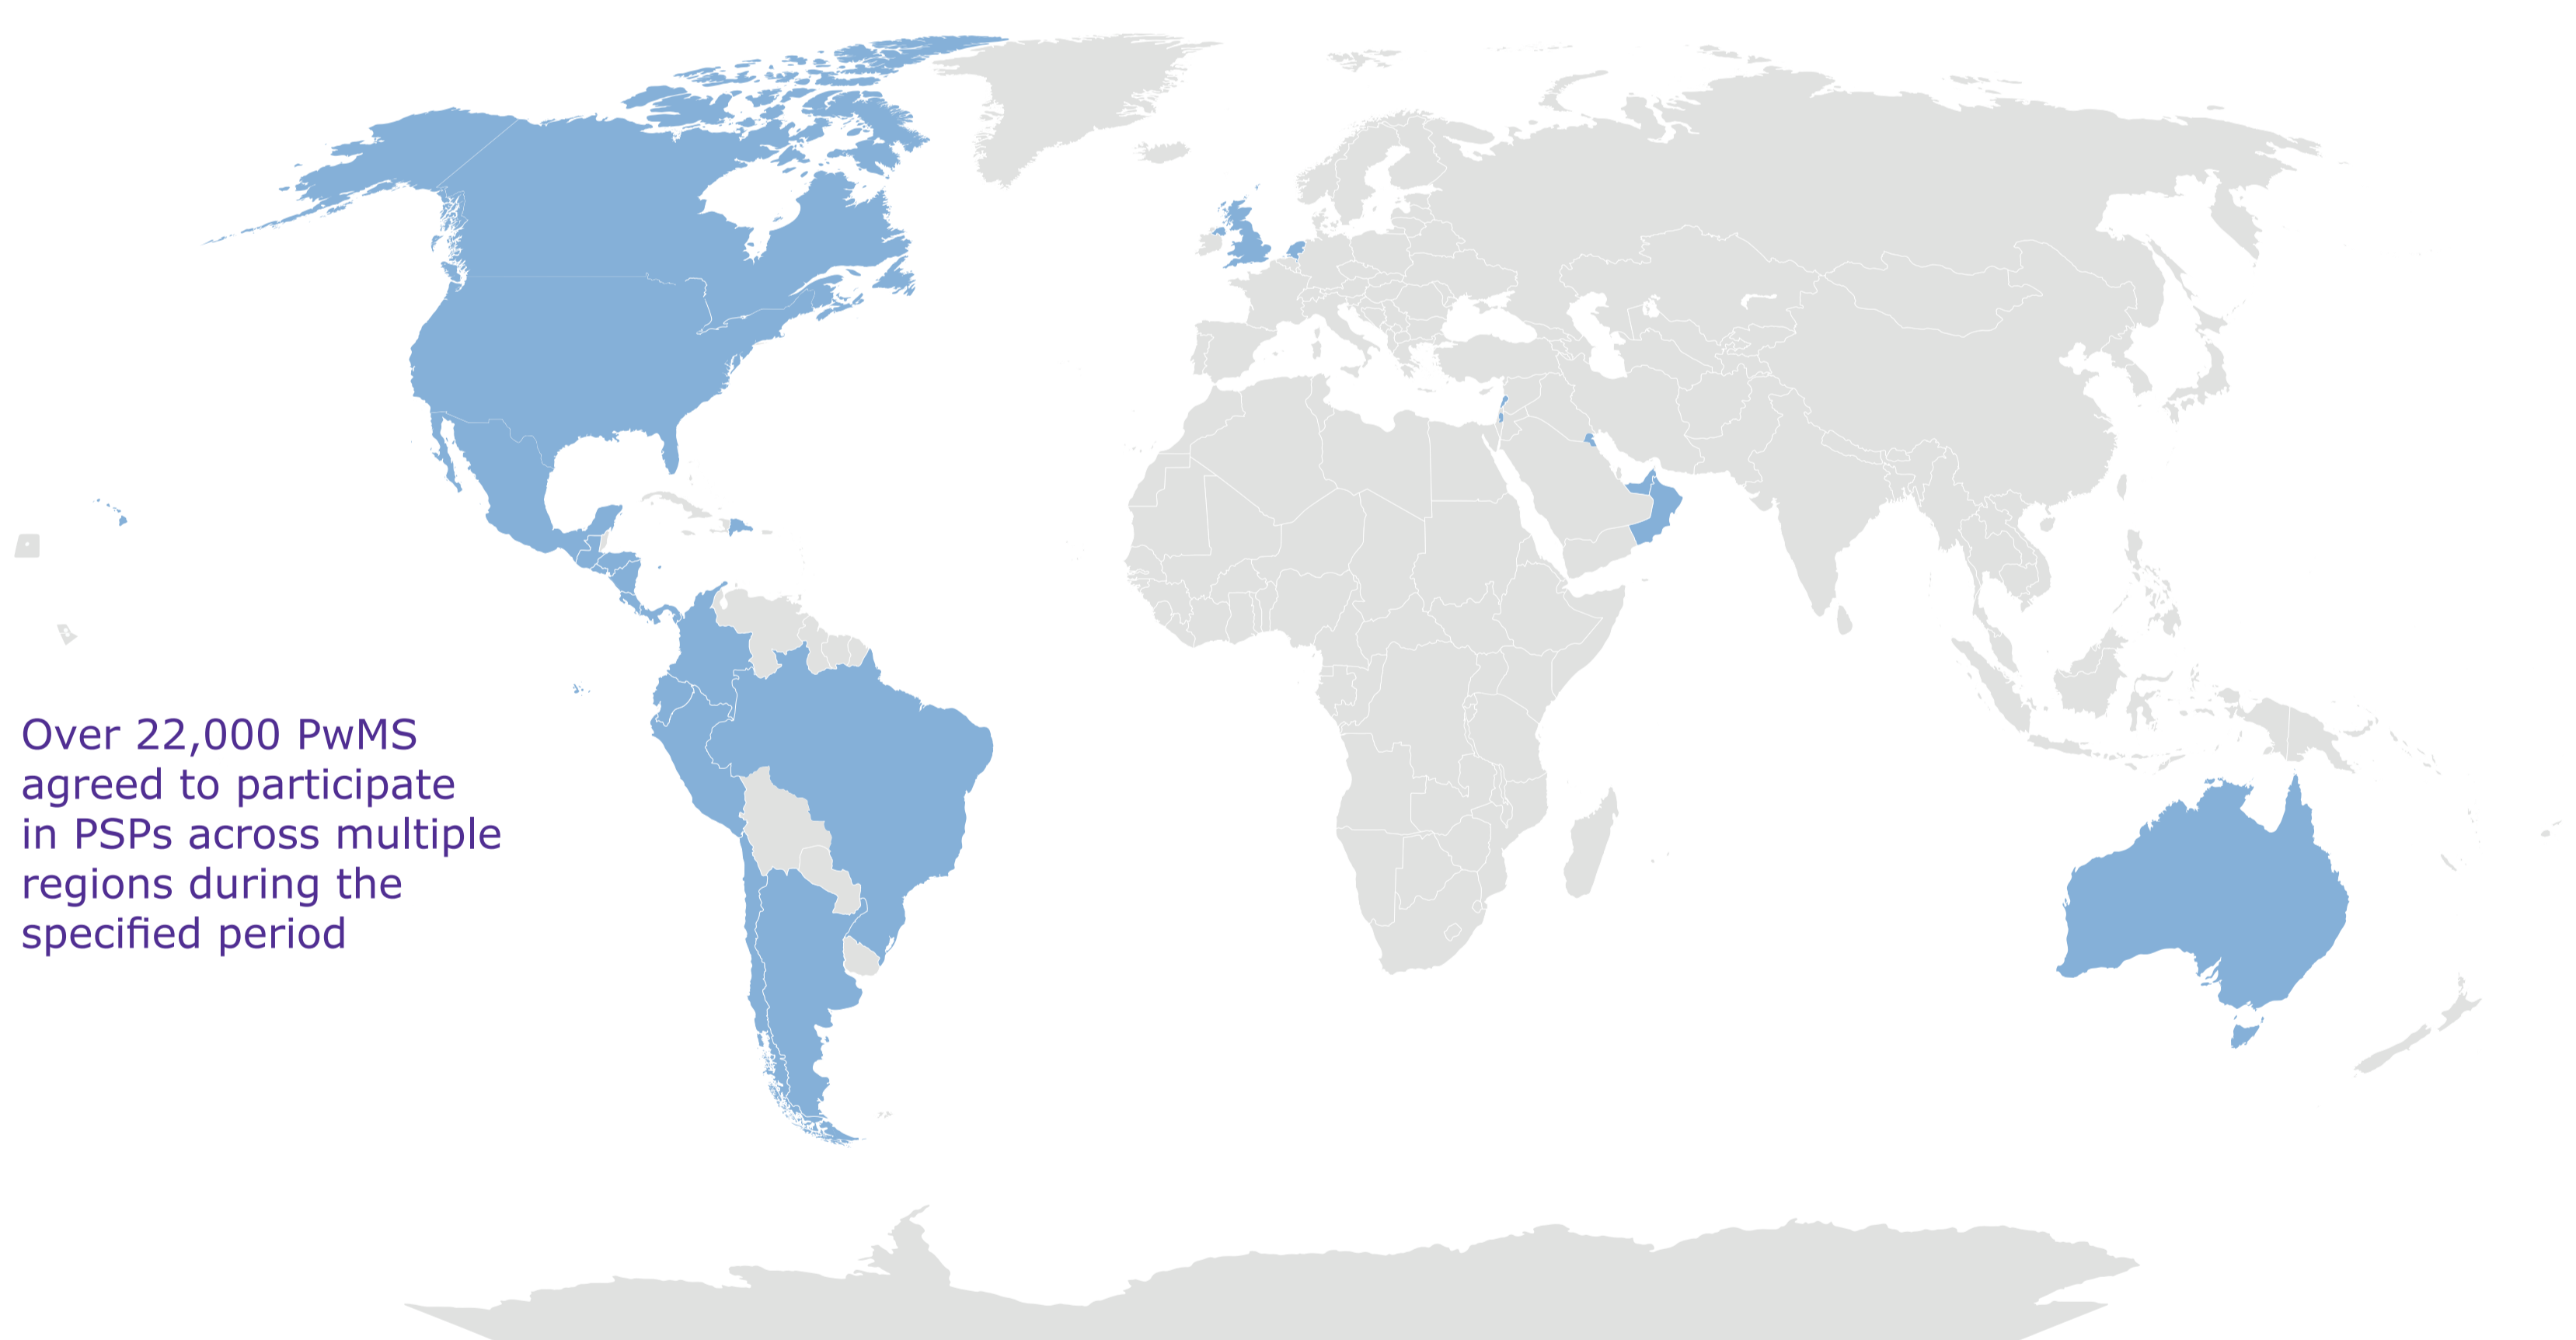 Over 22,000 PwMS
agreed to participate
in PSPs across multiple
regions during the
specified period